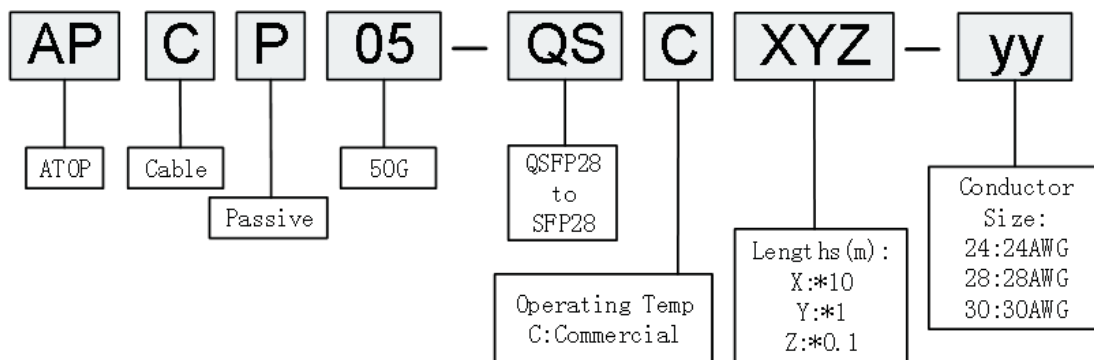 AP C P 05 - QS C XYZ - yy
ATOP
Cable
Passive
50G
QSFP28
to
SFP28
Operating Temp
C:Commercial
Lengths(m):
X:*10
Y:*1
Z:*0.1
Conductor
Size:
24:24AWG
28:28AWG
30:30AWG